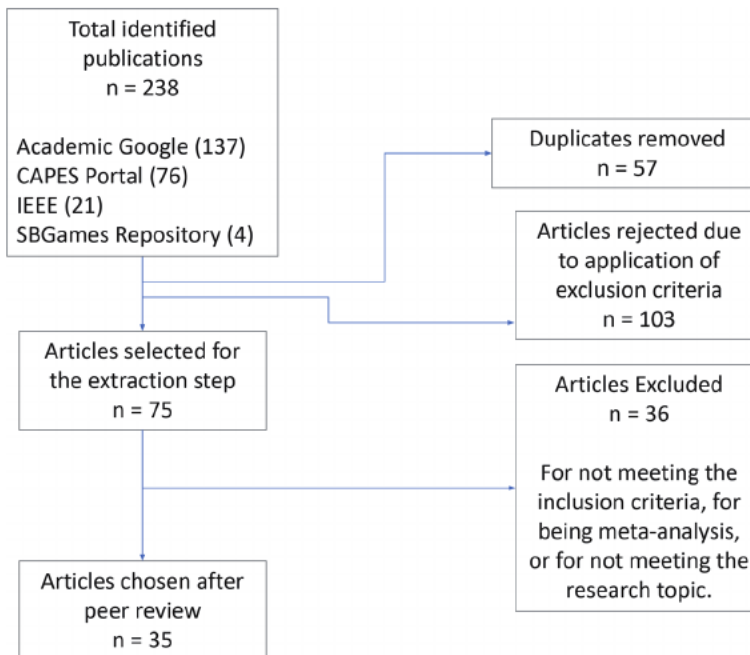 Total identified
publications
n = 238
Academic Google (137)
CAPES Portal (76)
IEEE (21)
SBGames Repository (4)
Duplicates removed
n = 57
Articles rejected due
to application of
exclusion criteria
n = 103
Articles selected for
the extraction step
n = 75
Articles Excluded
n = 36
For not meeting the
inclusion criteria, for
being meta-analysis,
or for not meeting the
research topic.
Articles chosen after
peer review
n = 35